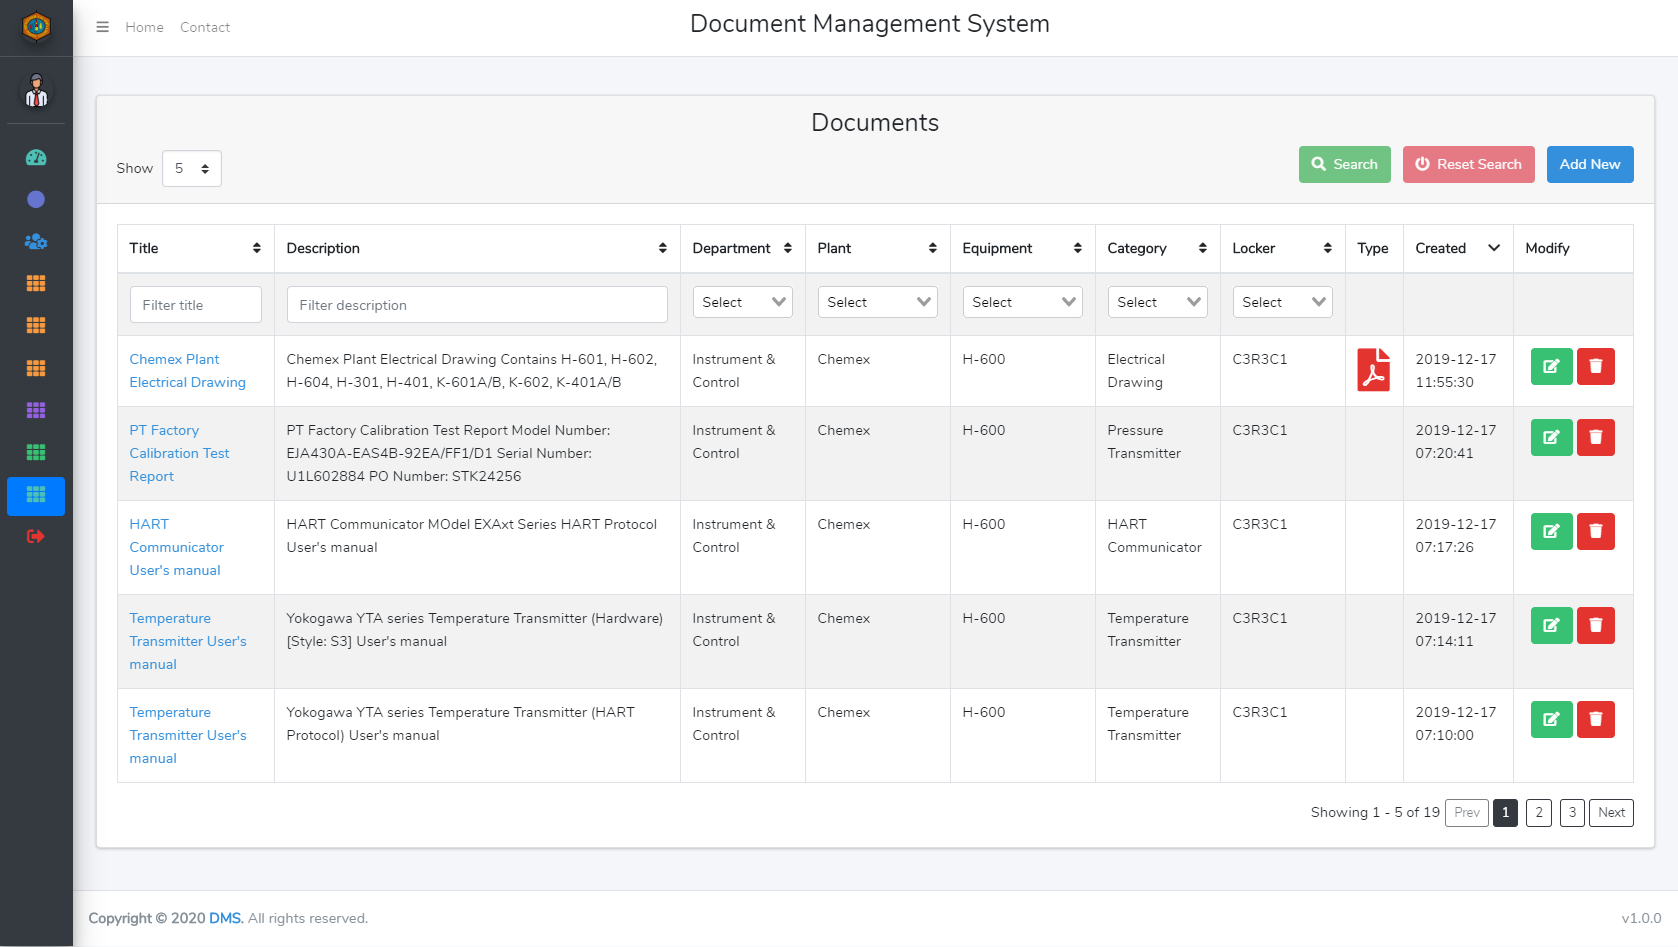 Home Contact
Document Management System
Documents
Show 5
Search Reset Search Add New
Title Description Department Plant Equipment Category Locker Type Created Modify
Filter title Filter description Select Select Select Select Select
Chemex Plant Chemex Plant Electrical Drawing Contains H-601, H-602, Instrument & Chemex H-600 Electrical C3R3C1 2019-12-17
Electrical Drawing H-604, H-301, H-401, K-601A/B, K-602, K-401A/B Control Drawing 11:55:30
PT Factory PT Factory Calibration Test Report Model Number: Instrument & Chemex H-600 Pressure C3R3C1 2019-12-17
Calibration Test EJA430A-EAS4B-92EA/FF1/D1 Serial Number: Control Transmitter 07:20:41
Report U1L602884 PO Number: STK24256
HART HART Communicator MOdel EXAxt Series HART Protocol Instrument & Chemex H-600 HART C3R3C1 2019-12-17
Communicator User's manual Control Communicator 07:17:26
User's manual
Temperature Yokogawa YTA series Temperature Transmitter (Hardware) Instrument & Chemex H-600 Temperature C3R3C1 2019-12-17
Transmitter User's [Style: S3] User's manual Control Transmitter 07:14:11
manual
Temperature Yokogawa YTA series Temperature Transmitter (HART Instrument & Chemex H-600 Temperature C3R3C1 2019-12-17
Transmitter User's Protocol) User's manual Control Transmitter 07:10:00
manual
Showing 1 - 5 of 19 Prev 1 2 3 Next
Copyright © 2020 DMS. All rights reserved. v1.0.0